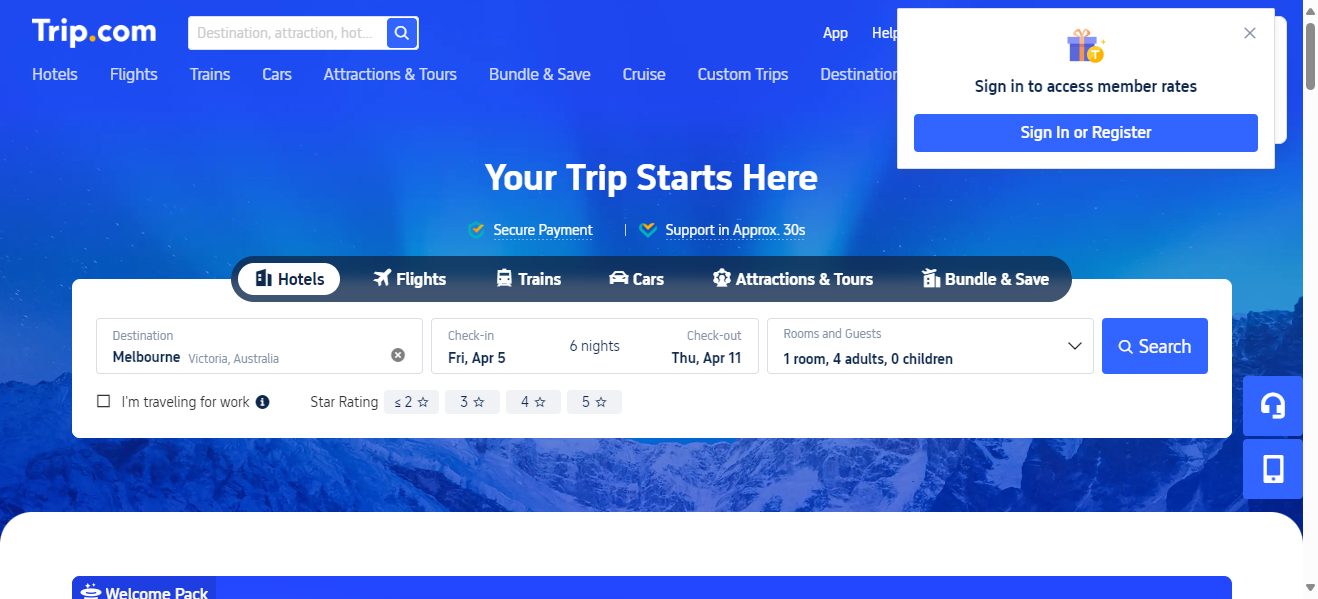 Trip.com
Destination, attraction, hot...
App
Help
Hotels
Flights
Trains
Cars
Attractions & Tours
Bundle & Save
Cruise
Custom Trips
Destination
Sign in to access member rates
Sign In or Register
Your Trip Starts Here
Secure Payment
Support in Approx. 30s
Hotels
Flights
Trains
Cars
Attractions & Tours
Bundle & Save
Destination
Melbourne Victoria, Australia
Check-in
Fri, Apr 5
6 nights
Check-out
Thu, Apr 11
Rooms and Guests
1 room, 4 adults, 0 children
Search
I'm traveling for work
Star Rating
≤ 2
3
4
5
Welcome Pack